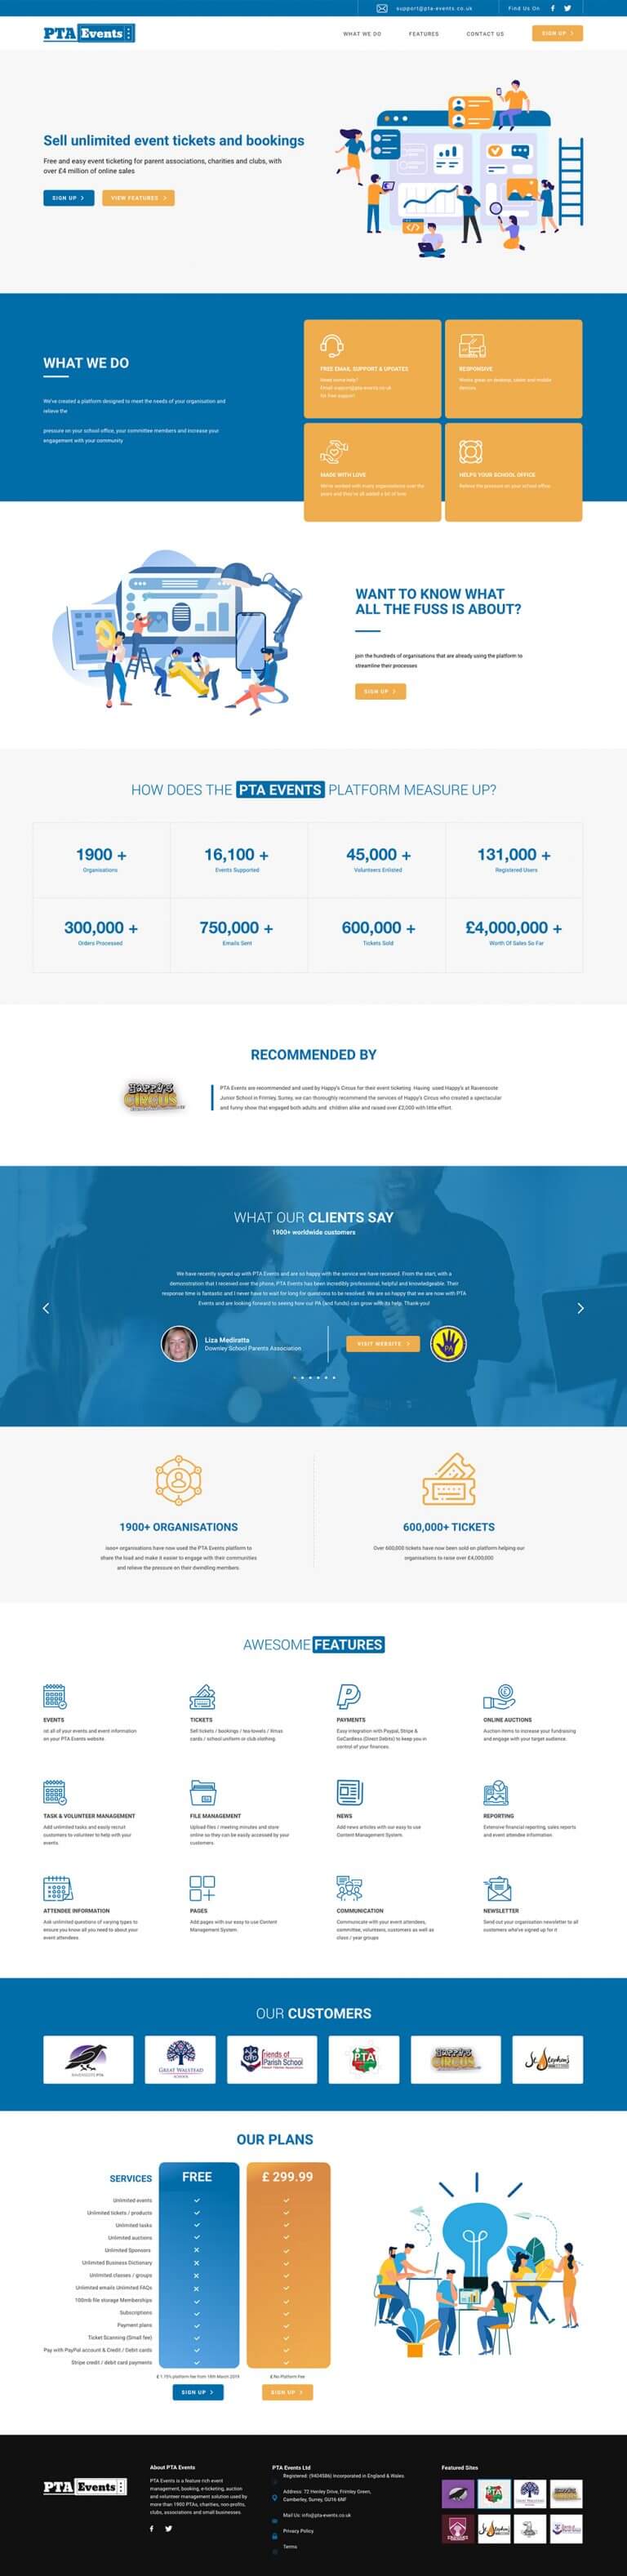 support@pta-events.co.uk
Find Us On
PTA Events
WHAT WE DO
FEATURES
CONTACT US
SIGN UP
Sell unlimited event tickets and bookings
Free and easy event ticketing for parent associations, charities and clubs, with
over £4 million of online sales
SIGN UP
VIEW FEATURES
WHAT WE DO
We've created a platform designed to meet the needs of your organisation and
relieve the
pressure on your school office, your committee members and increase your
engagement with your community
FREE EMAIL SUPPORT & UPDATES
Need some help?
Email support@pta-events.co.uk
for free support
RESPONSIVE
Works great on desktop, tablet and mobile
devices
MADE WITH LOVE
We've worked with many organisations over the
years and they've all added a bit of love
HELPS YOUR SCHOOL OFFICE
Relieve the pressure on your school office
WANT TO KNOW WHAT
ALL THE FUSS IS ABOUT?
join the hundreds of organisations that are already using the platform to
streamline their processes
SIGN UP
HOW DOES THE PTA EVENTS PLATFORM MEASURE UP?
1900 +
Organisations
16,100 +
Events Supported
45,000 +
Volunteers Enlisted
131,000 +
Registered Users
300,000 +
Orders Processed
750,000 +
Emails Sent
600,000 +
Tickets Sold
£4,000,000 +
Worth Of Sales So Far
RECOMMENDED BY
HAPPY'S
CIRCUS
PTA Events are recommended and used by Happy's Circus for their event ticketing. Having used Happy's at Ravenscote
Junior School in Frimley, Surrey, we can thoroughly recommend the services of Happy's Circus who created a spectacular
and funny show that engaged both adults and children alike and raised over £2,000 with little effort.
WHAT OUR CLIENTS SAY
1900+ worldwide customers
We have recently signed up with PTA Events and are so happy with the service we have received. From the start, with a
demonstration that I received over the phone, PTA Events has been incredibly professional, helpful and knowledgeable. Their
response time is fantastic and I never have to wait for long for questions to be resolved. We are so happy that we are now with PTA
Events and are looking forward to seeing how our PA (and funds) can grow with its help. Thank-you!
Liza Mediratta
Downley School Parents Association
VISIT WEBSITE
PA
1900+ ORGANISATIONS
1900+ organisations have now used the PTA Events platform to
share the load and make it easier to engage with their communities
and relieve the pressure on their dwindling members.
600,000+ TICKETS
Over 600,000 tickets have now been sold on platform helping our
organisations to raise over £4,000,000
AWESOME FEATURES
EVENTS
List all of your events and event information
on your PTA Events website.
TICKETS
Sell tickets / bookings / tea-towels / Xmas
cards / school uniform or club clothing.
PAYMENTS
Easy integration with Paypal, Stripe &
GoCardless (Direct Debits) to keep you in
control of your finances.
ONLINE AUCTIONS
Auction items to increase your fundraising
and engage with your target audience.
TASK & VOLUNTEER MANAGEMENT
Add unlimited tasks and easily recruit
customers to volunteer to help with your
events
FILE MANAGEMENT
Upload files / meeting minutes and store
online so they can be easily accessed by your
customers.
NEWS
Add news articles with our easy to use
Content Management System.
REPORTING
Extensive financial reporting, sales reports
and event attendee information.
ATTENDEE INFORMATION
Ask unlimited questions of varying types to
ensure you know all you need to about your
event attendees
PAGES
Add pages with our easy to use Content
Management System
COMMUNICATION
Communicate with your event attendees,
committee, volunteers, customers as well as
class / year groups
NEWSLETTER
Send out your organisation newsletter to all
customers who've signed up for it
OUR CUSTOMERS
RAVENSCOTE PTA
GREAT WALSTEAD
SCHOOL
friends of
Parish School
PTA
HAPPY'S
CIRCUS
St Stephen's
OUR PLANS
SERVICES
FREE
£ 299.99
Unlimited events
Unlimited tickets / products
Unlimited tasks
Unlimited auctions
Unlimited Sponsors
Unlimited Business Dictionary
Unlimited classes / groups
Unlimited emails Unlimited FAQs
100mb file storage Memberships
Subscriptions
Payment plans
Ticket Scanning (Small fee)
Pay with PayPal account & Credit / Debit cards
Stripe credit / debit card payments
£ 1.75% platform fee from 18th March 2019
£ No Platform Fee
SIGN UP
SIGN UP
PTA Events
About PTA Events
PTA Events is a feature rich event
management, booking, e-ticketing, auction
and volunteer management solution used by
more than 1900 PTAs, charities, non-profits,
clubs, associations and small businesses.
PTA Events Ltd
Registered: (9404586) Incorporated in England & Wales.
Address: 72 Henley Drive, Frimley Green,
Camberley, Surrey, GU16 6NF
Mail Us: info@pta-events.co.uk
Privacy Policy
Terms
Featured Sites